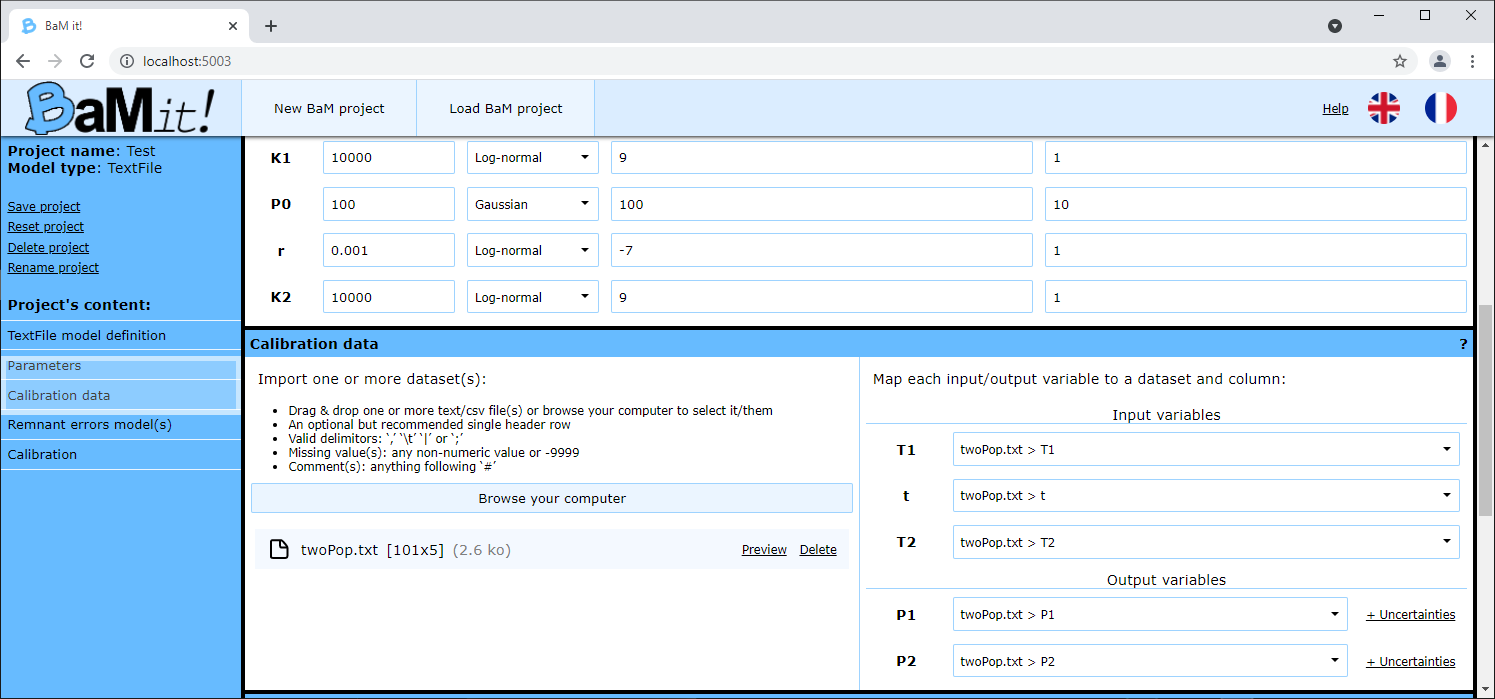 BaM it!
localhost:5003
BaMit!
New BaM project
Load BaM project
Help
Project name: Test
Model type: TextFile
Save project
Reset project
Delete project
Rename project
Project's content:
TextFile model definition
Parameters
Calibration data
Remnant errors model(s)
Calibration
K1 10000 Log-normal 9 1
P0 100 Gaussian 100 10
r 0.001 Log-normal -7 1
K2 10000 Log-normal 9 1
Calibration data ?
Import one or more dataset(s):
• Drag & drop one or more text/csv file(s) or browse your computer to select it/them
• An optional but recommended single header row
• Valid delimitors: `,´ `\t´ `|´ or `;´
• Missing value(s): any non-numeric value or -9999
• Comment(s): anything following `#´
Browse your computer
twoPop.txt [101x5] (2.6 ko) Preview Delete
Map each input/output variable to a dataset and column:
Input variables
T1 twoPop.txt > T1
t twoPop.txt > t
T2 twoPop.txt > T2
Output variables
P1 twoPop.txt > P1 + Uncertainties
P2 twoPop.txt > P2 + Uncertainties